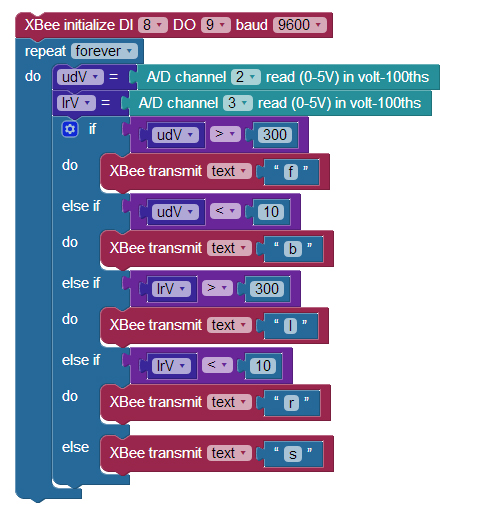 XBee initialize DI 8 DO 9 baud 9600
repeat forever
do udV = A/D channel 2 read (0-5V) in volt-100ths
lrV = A/D channel 3 read (0-5V) in volt-100ths
if udV > 300
do XBee transmit text “ f ”
else if udV < 10
do XBee transmit text “ b ”
else if lrV > 300
do XBee transmit text “ l ”
else if lrV < 10
do XBee transmit text “ r ”
else XBee transmit text “ s ”